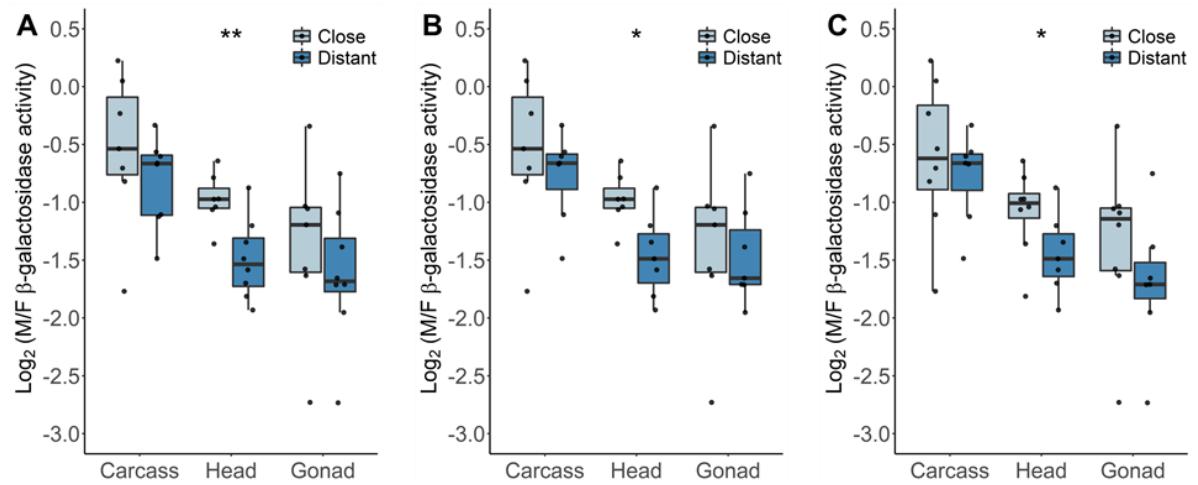 A
**
Close
Distant
0.5
0.0
-0.5
-1.0
-1.5
-2.0
-2.5
-3.0
Log₂ (M/F β-galactosidase activity)
Carcass Head Gonad
B
*
Close
Distant
0.5
0.0
-0.5
-1.0
-1.5
-2.0
-2.5
-3.0
Log₂ (M/F β-galactosidase activity)
Carcass Head Gonad
C
*
Close
Distant
0.5
0.0
-0.5
-1.0
-1.5
-2.0
-2.5
-3.0
Log₂ (M/F β-galactosidase activity)
Carcass Head Gonad